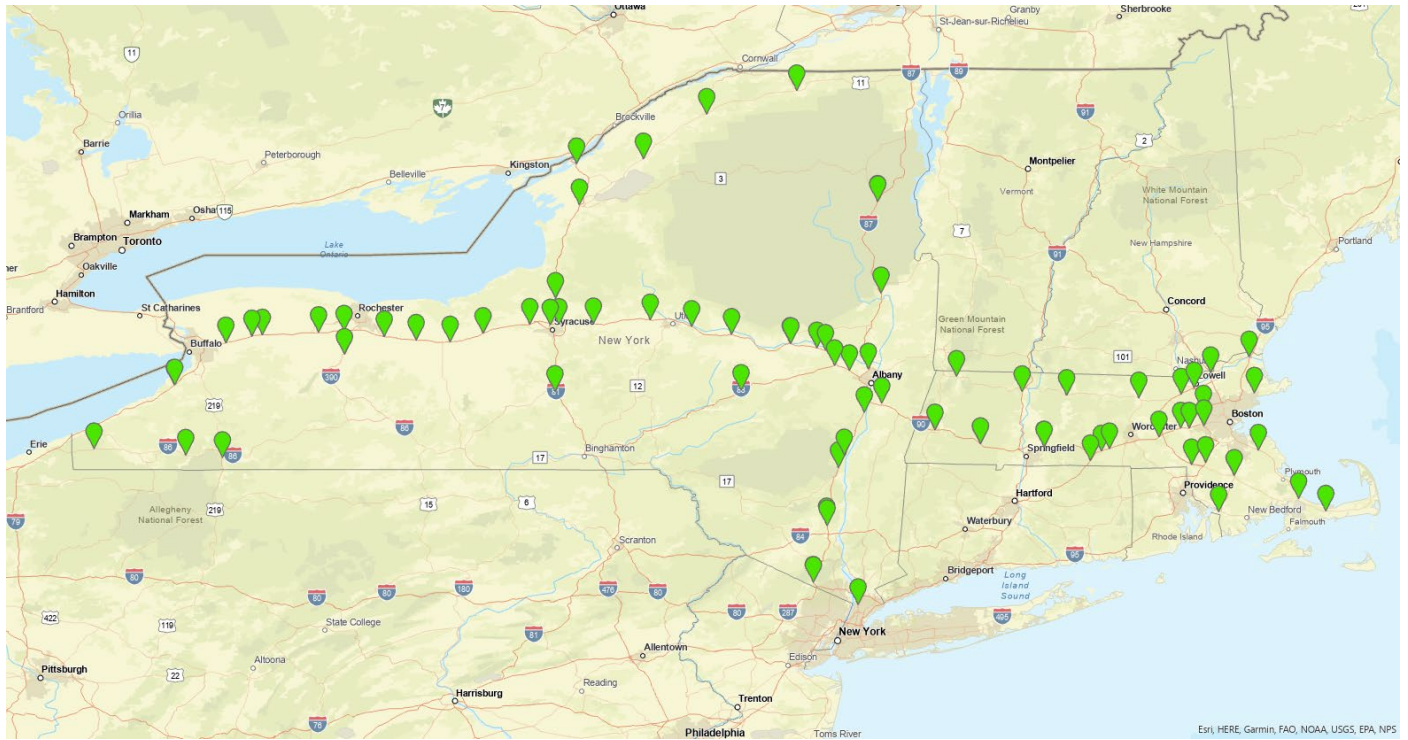 Ottawa
Granby
Sherbrooke
St-Jean-sur-Richelieu
11
Cornwall
87
89
11
7
Orillia
Brockville
91
Barrie
2
Peterborough
Kingston
Montpelier
Belleville
3
Vermont
White Mountain
National Forest
115
Markham
87
7
New Hampshire
Brampton
Toronto
Lake
Ontario
91
Portland
Oakville
Hamilton
St Catharines
Rochester
Concord
Brantford
Syracuse
Green Mountain
National Forest
95
Buffalo
New York
101
Lowell
390
81
12
88
Albany
219
86
90
Boston
Erie
86
86
Binghamton
17
Springfield
17
Plymouth
Allegheny
National Forest
219
15
6
Hartford
Providence
New Bedford
Falmouth
79
Waterbury
Rhode Island
84
Scranton
95
80
Bridgeport
Long
Island
Sound
80
80
180
476
80
80
287
495
422
119
State College
81
New York
Allentown
Edison
Altoona
Pittsburgh
22
Reading
Harrisburg
Trenton
76
Philadelphia
Toms River
Esri, HERE, Garmin, FAO, NOAA, USGS, EPA, NPS